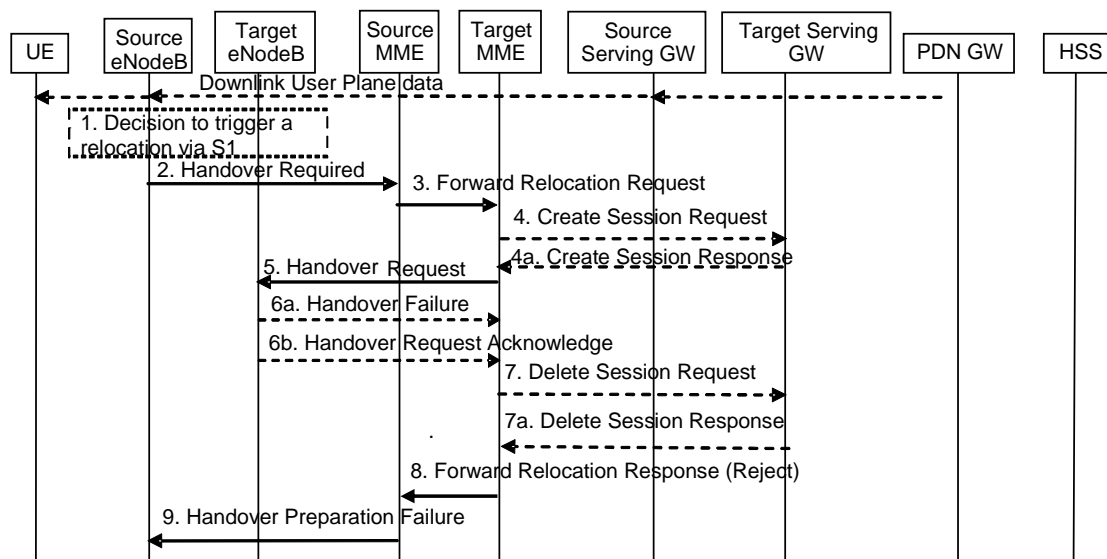 UE
Source
eNodeB
Target
eNodeB
Source
MME
Target
MME
Source
Serving GW
Target Serving
GW
PDN GW
HSS
Downlink User Plane data
1. Decision to trigger a
relocation via S1
2. Handover Required
3. Forward Relocation Request
4. Create Session Request
4a. Create Session Response
5. Handover Request
6a. Handover Failure
6b. Handover Request Acknowledge
7. Delete Session Request
7a. Delete Session Response
.
8. Forward Relocation Response (Reject)
9. Handover Preparation Failure